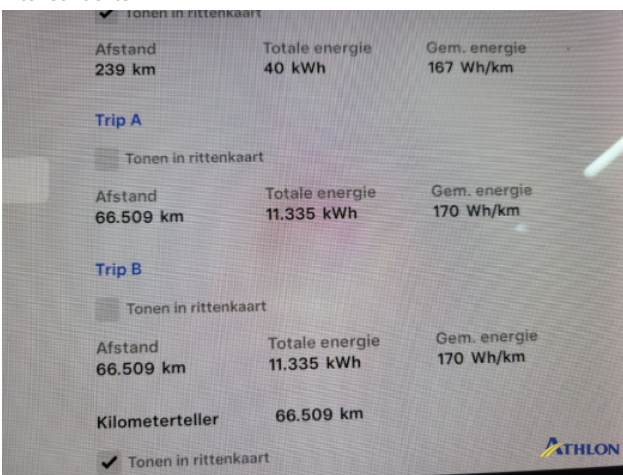 Tonen in rittenkaart
Afstand Totale energie Gem. energie
239 km 40 kWh 167 Wh/km
Trip A
Tonen in rittenkaart
Afstand Totale energie Gem. energie
66.509 km 11.335 kWh 170 Wh/km
Trip B
Tonen in rittenkaart
Afstand Totale energie Gem. energie
66.509 km 11.335 kWh 170 Wh/km
Kilometerteller 66.509 km
Tonen in rittenkaart
ATHLON